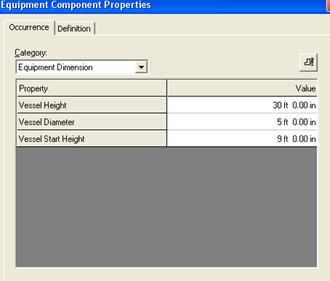 Equipment Component Properties
Occurrence Definition
Category:
Equipment Dimension
Property Value
Vessel Height 30 ft 0.00 in
Vessel Diameter 5 ft 0.00 in
Vessel Start Height 9 ft 0.00 in